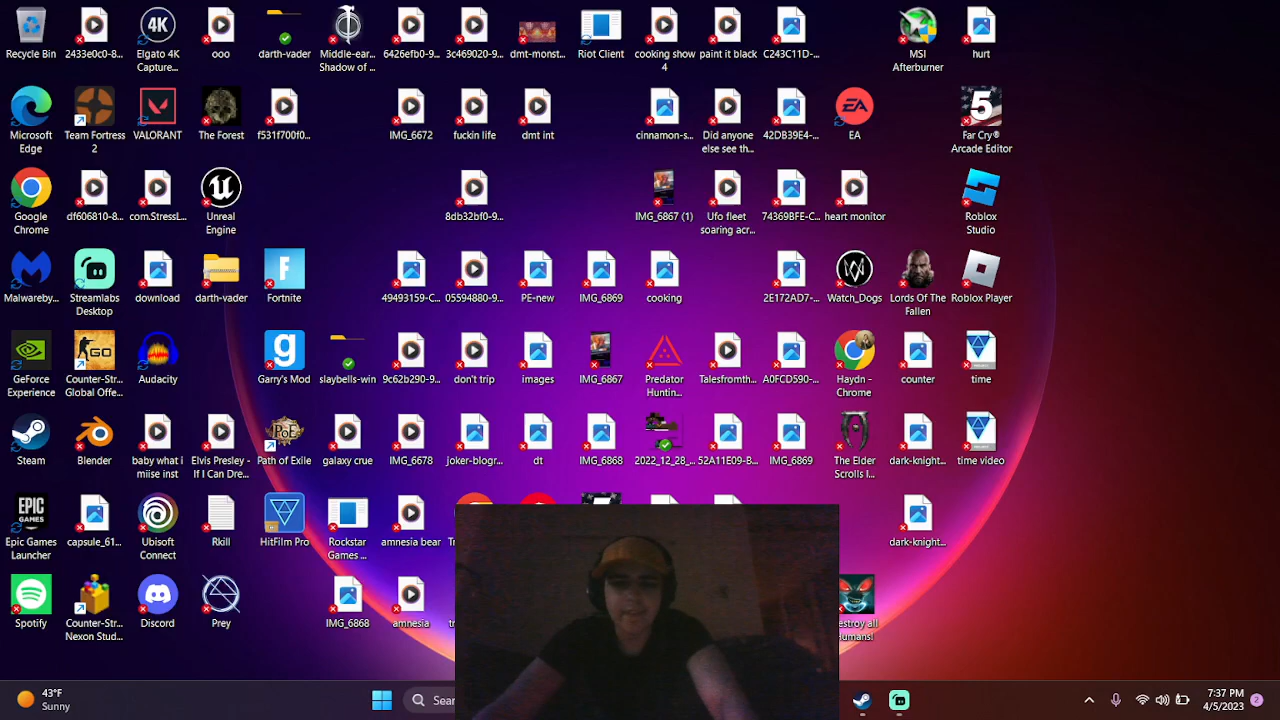 Recycle Bin
2433e0c0-8...
Elgato 4K
Capture...
ooo
darth-vader
Middle-ear...
Shadow of ...
6426efb0-9...
3c469020-9...
dmt-monst...
Riot Client
cooking show
4
paint it black
C243C11D-...
MSI
Afterburner
hurt
Microsoft
Edge
Team Fortress
2
VALORANT
The Forest
f531f700f0...
IMG_6672
fuckin life
dmt int
cinnamon-s...
Did anyone
else see th...
42DB39E4-...
EA
EA
5
Far Cry®
Arcade Editor
Google
Chrome
df606810-8...
com.StressL...
Unreal
Engine
8db32bf0-9...
IMG_6867 (1)
Ufo fleet
soaring acr...
74369BFE-C...
heart monitor
Roblox
Studio
Malwareby...
Streamlabs
Desktop
download
darth-vader
F
Fortnite
49493159-C...
05594880-9...
PE-new
IMG_6869
cooking
2E172AD7-...
Watch_Dogs
Lords Of The
Fallen
Roblox Player
GeForce
Experience
GO
Counter-Str...
Global Offe...
Audacity
g
Garry's Mod
slaybells-win
9c62b290-9...
don't trip
images
IMG_6867
Predator
Huntin...
Talesfromth...
A0FCD590-...
Haydn -
Chrome
counter
time
Steam
Blender
baby what i
miise inst
Elvis Presley -
If I Can Dre...
PoE
Path of Exile
galaxy crue
IMG_6678
joker-blogr...
dt
IMG_6868
2022_12_28_...
52A11E09-B...
IMG_6869
The Elder
Scrolls I...
dark-knight...
time video
EPIC
GAMES
Epic Games
Launcher
capsule_61...
Ubisoft
Connect
Rkill
HitFilm Pro
Rockstar
Games ...
amnesia bear
dark-knight...
Spotify
Counter-Str...
Nexon Stud...
Discord
Prey
IMG_6868
amnesia
estroy all
Humans!
43°F
Sunny
Sea
7:37 PM
4/5/2023
2